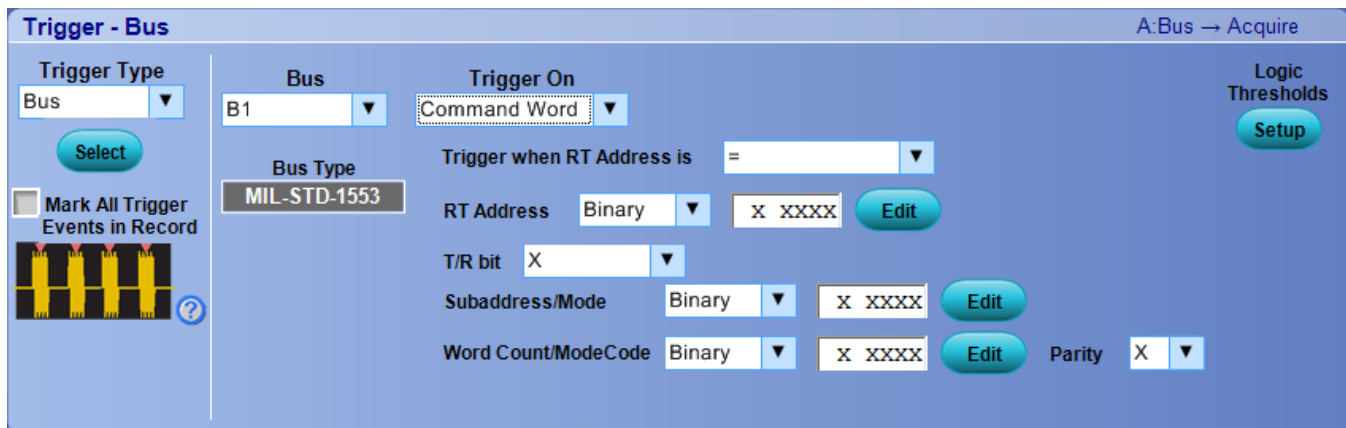 Trigger - Bus A:Bus → Acquire
Trigger Type
Bus
Select
Mark All Trigger
Events in Record
?
Bus
B1
Bus Type
MIL-STD-1553
Trigger On
Command Word
Trigger when RT Address is =
RT Address Binary X XXXX Edit
T/R bit X
Subaddress/Mode Binary X XXXX Edit
Word Count/ModeCode Binary X XXXX Edit Parity X
Logic
Thresholds
Setup